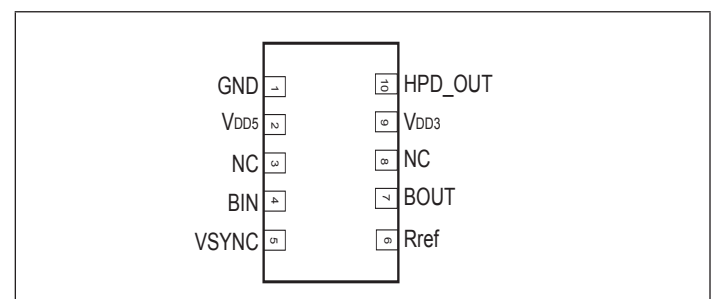 GND 1 10 HPD_OUT
VDD5 2 9 VDD3
NC 3 8 NC
BIN 4 7 BOUT
VSYNC 5 6 Rref